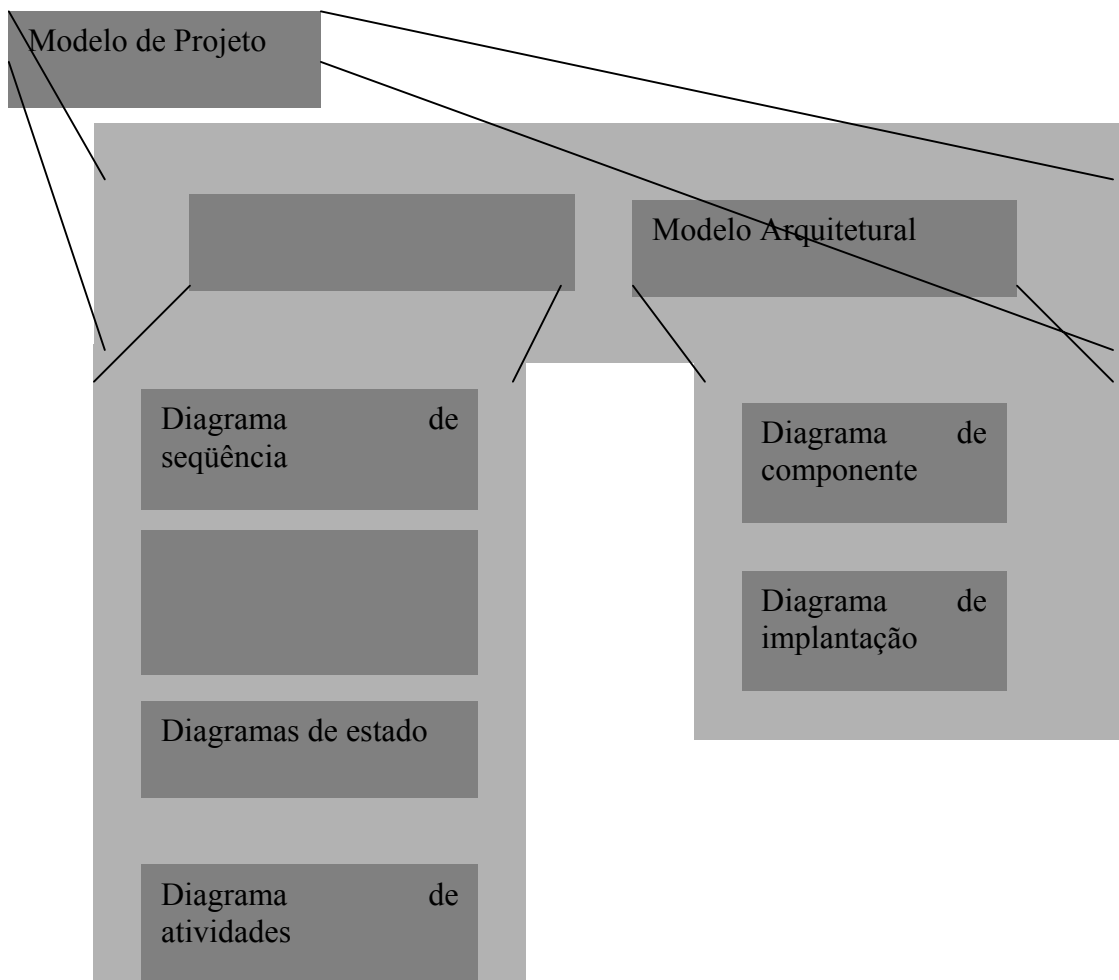 Modelo de Projeto
Modelo Arquitetural
Diagrama de
seqüência
Diagrama de
componente
Diagrama de
implantação
Diagramas de estado
Diagrama de
atividades